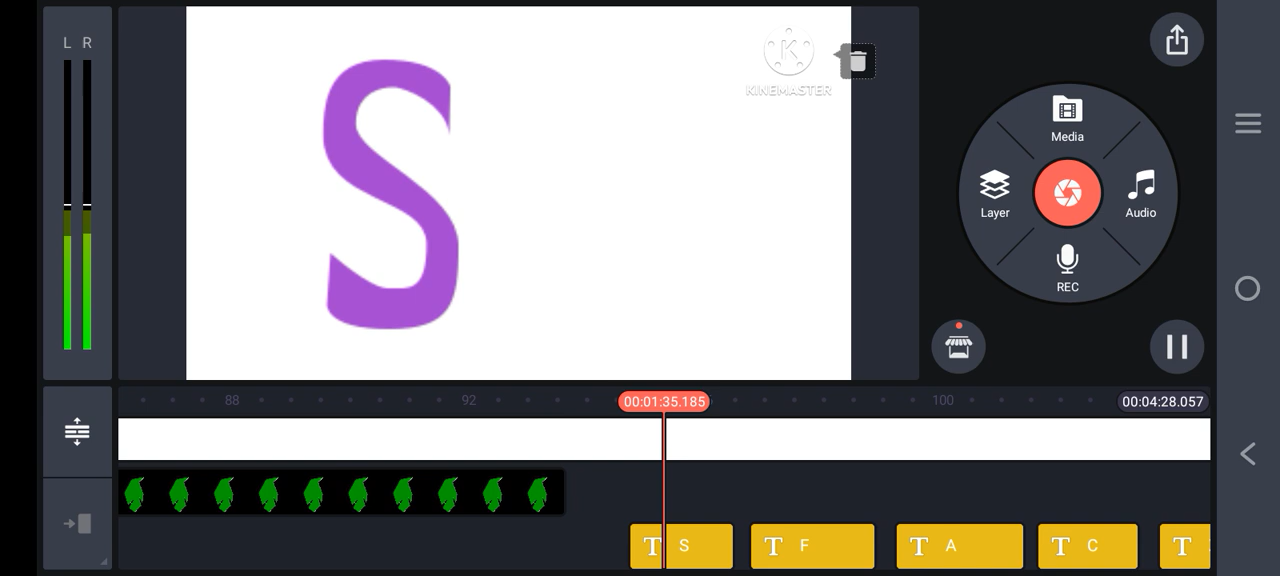 L R
S
K
KINEMASTER
Media
Layer
Audio
REC
88
92
00:01:35.185
100
00:04:28.057
T S
T F
T A
T C
T